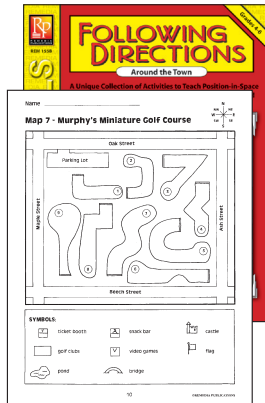 REM 155B
Grades 4-6
FOLLOWING
DIRECTIONS
Around the Town
A Unique Collection of Activities to Teach Position-in-Space
Name
N
S
Map 7 - Murphy's Miniature Golf Course
Oak Street
Parking Lot
Maple Street
Ash Street
Beech Street
1
2
3
4
5
6
7
8
9
SYMBOLS:
ticket booth
snack bar
castle
golf clubs
V
video games
flag
pond
bridge
10
©REMEDIA PUBLICATIONS